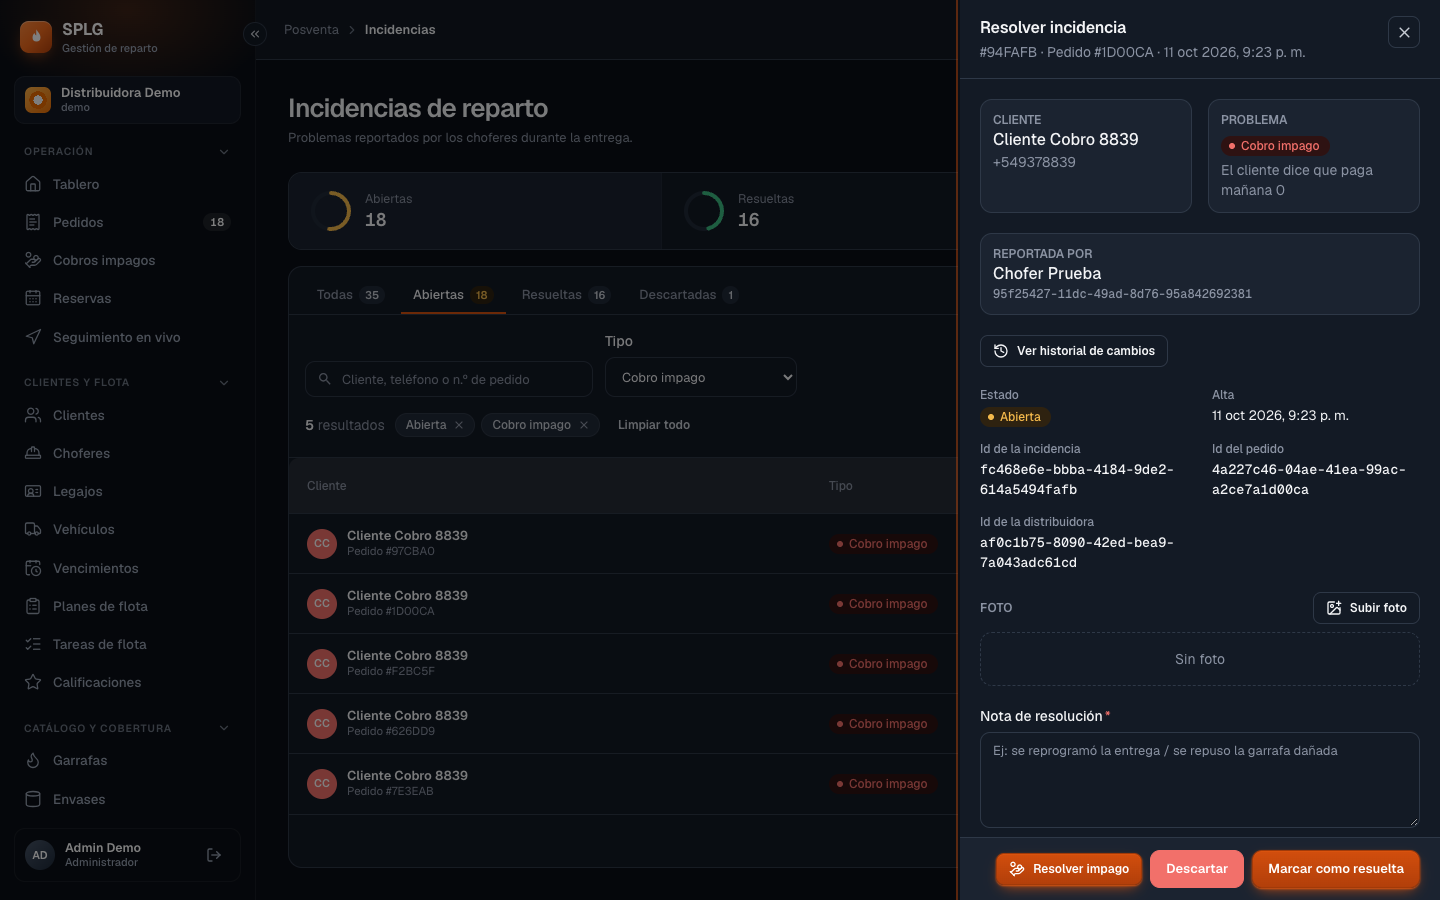 SPLG
Gestión de reparto
Distribuidora Demo
demo
OPERACIÓN
Tablero
Pedidos 18
Cobros impagos
Reservas
Seguimiento en vivo
CLIENTES Y FLOTA
Clientes
Choferes
Legajos
Vehículos
Vencimientos
Planes de flota
Tareas de flota
Calificaciones
CATÁLOGO Y COBERTURA
Garrafas
Envases
AD
Admin Demo
Administrador
Posventa > Incidencias
Incidencias de reparto
Problemas reportados por los choferes durante la entrega.
Abiertas
18
Resueltas
16
Todas 35 Abiertas 18 Resueltas 16 Descartadas 1
Tipo
Cliente, teléfono o n.º de pedido
Cobro impago
5 resultados Abierta × Cobro impago × Limpiar todo
Cliente Tipo
CC Cliente Cobro 8839 Cobro impago
Pedido #97CBA0
CC Cliente Cobro 8839 Cobro impago
Pedido #1D00CA
CC Cliente Cobro 8839 Cobro impago
Pedido #F2BC5F
CC Cliente Cobro 8839 Cobro impago
Pedido #626DD9
CC Cliente Cobro 8839 Cobro impago
Pedido #7E3EAB
Resolver incidencia
#94FAFB · Pedido #1D00CA · 11 oct 2026, 9:23 p. m.
CLIENTE
Cliente Cobro 8839
+549378839
PROBLEMA
Cobro impago
El cliente dice que paga
mañana 0
REPORTADA POR
Chofer Prueba
95f25427-11dc-49ad-8d76-95a842692381
Ver historial de cambios
Estado
Abierta
Alta
11 oct 2026, 9:23 p. m.
Id de la incidencia
fc468e6e-bbba-4184-9de2-
614a5494fafb
Id del pedido
4a227c46-04ae-41ea-99ac-
a2ce7a1d00ca
Id de la distribuidora
af0c1b75-8090-42ed-bea9-
7a043adc61cd
FOTO
Subir foto
Sin foto
Nota de resolución *
Ej: se reprogramó la entrega / se repuso la garrafa dañada
Resolver impago
Descartar
Marcar como resuelta